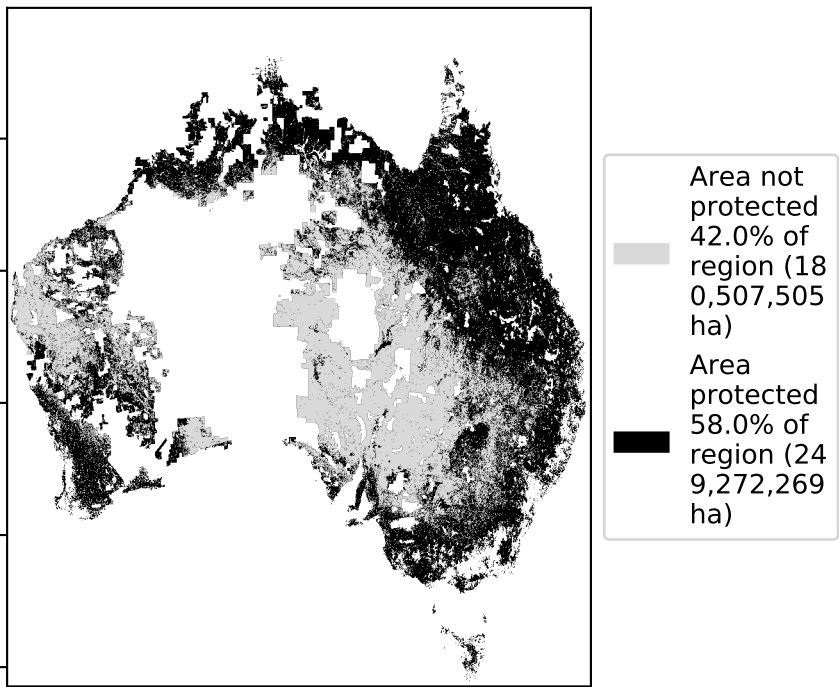 Area not
protected
42.0% of
region (18
0,507,505
ha)
Area
protected
58.0% of
region (24
9,272,269
ha)